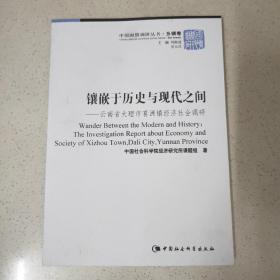 中国国情调研丛书·乡镇卷
主编
镶嵌于历史与现代之间
——云南省大理市喜洲镇经济社会调研
Wander Between the Modern and History:
The Investigation Report about Economy and
Society of Xizhou Town,Dali City,Yunnan Province
中国社会科学院经济研究所课题组 著
中国社会科学出版社